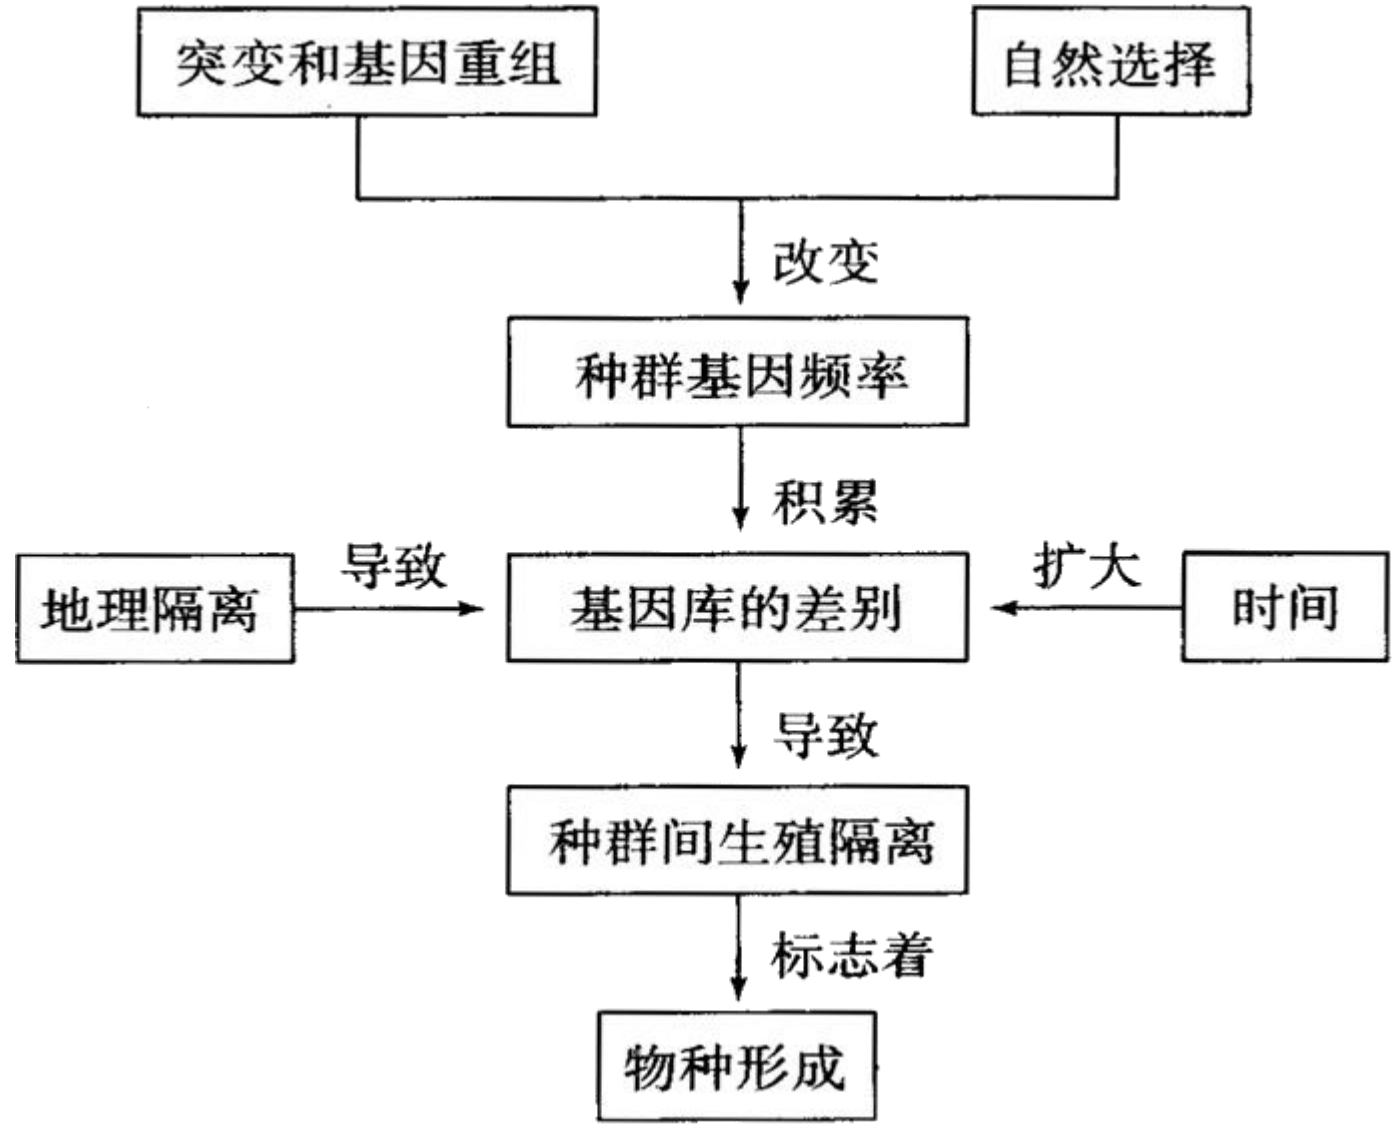 突变和基因重组
自然选择
改变
种群基因频率
积累
地理隔离
导致
基因库的差别
扩大
时间
导致
种群间生殖隔离
标志着
物种形成